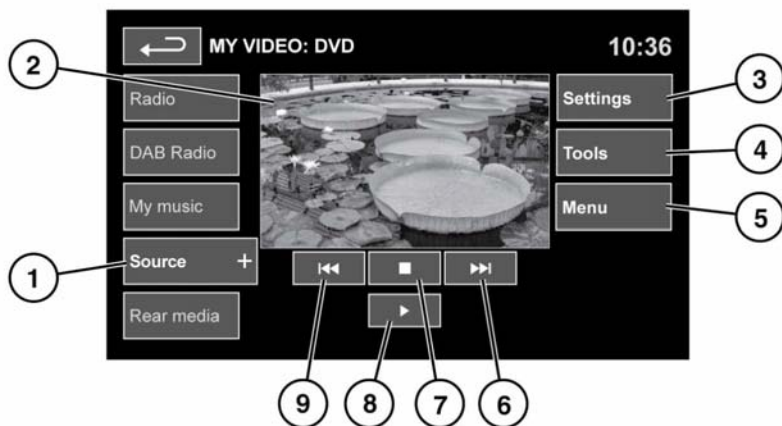 MY VIDEO: DVD
10:36
2
Radio
Settings
3
DAB Radio
Tools
4
My music
Menu
5
1
Source +
Rear media
9
8
7
6